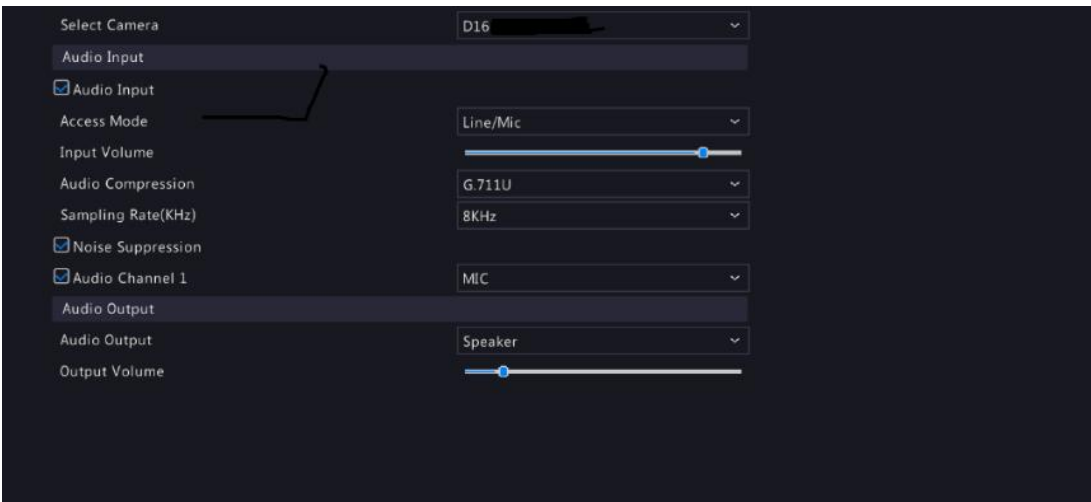 Select Camera D16
Audio Input
Audio Input
Access Mode Line/Mic
Input Volume
Audio Compression G.711U
Sampling Rate(KHz) 8KHz
Noise Suppression
Audio Channel 1 MIC
Audio Output
Audio Output Speaker
Output Volume